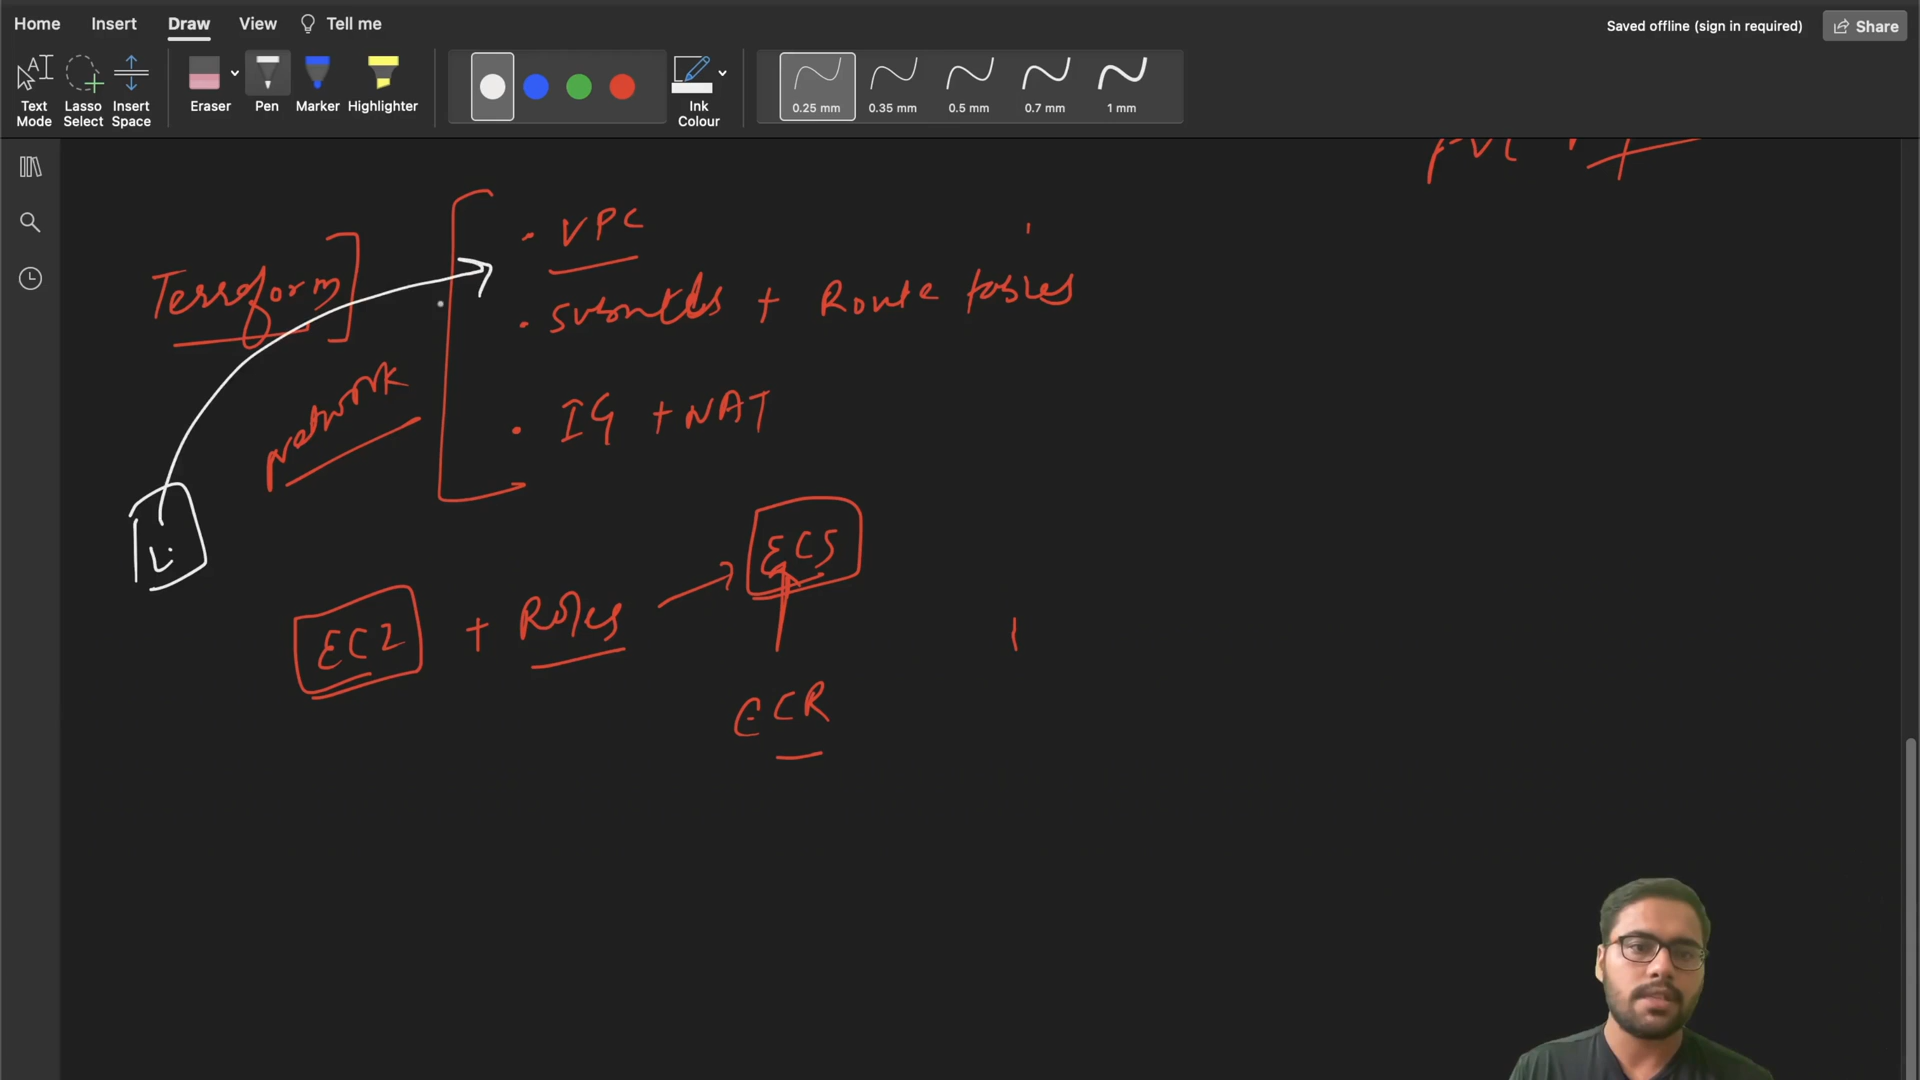 Home Insert Draw View Tell me
Saved offline (sign in required) Share
Text Mode
Lasso Select
Insert Space
Eraser
Pen
Marker
Highlighter
Ink Colour
0.25 mm
0.35 mm
0.5 mm
0.7 mm
1 mm
Terraform
• VPC
• subnets + Route tables
network
• IG + NAT
Li
EC2 + Roles → ECS
ECR